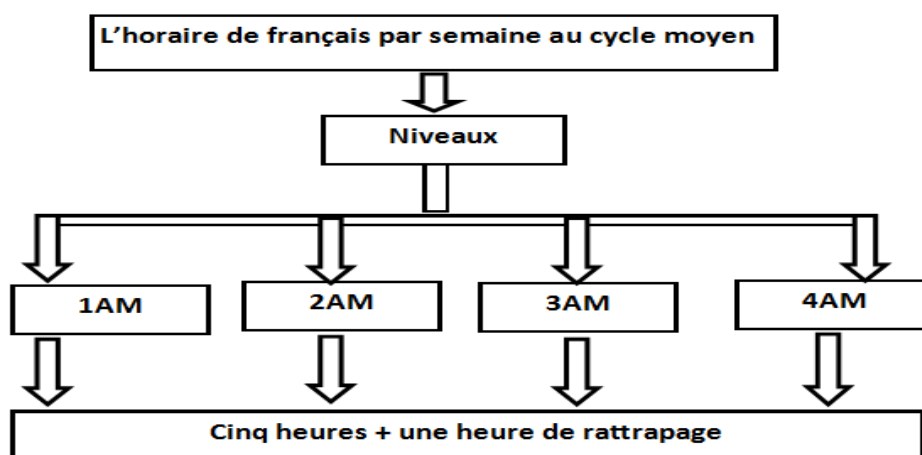 L’horaire de français par semaine au cycle moyen
Niveaux
1AM
2AM
3AM
4AM
Cinq heures + une heure de rattrapage